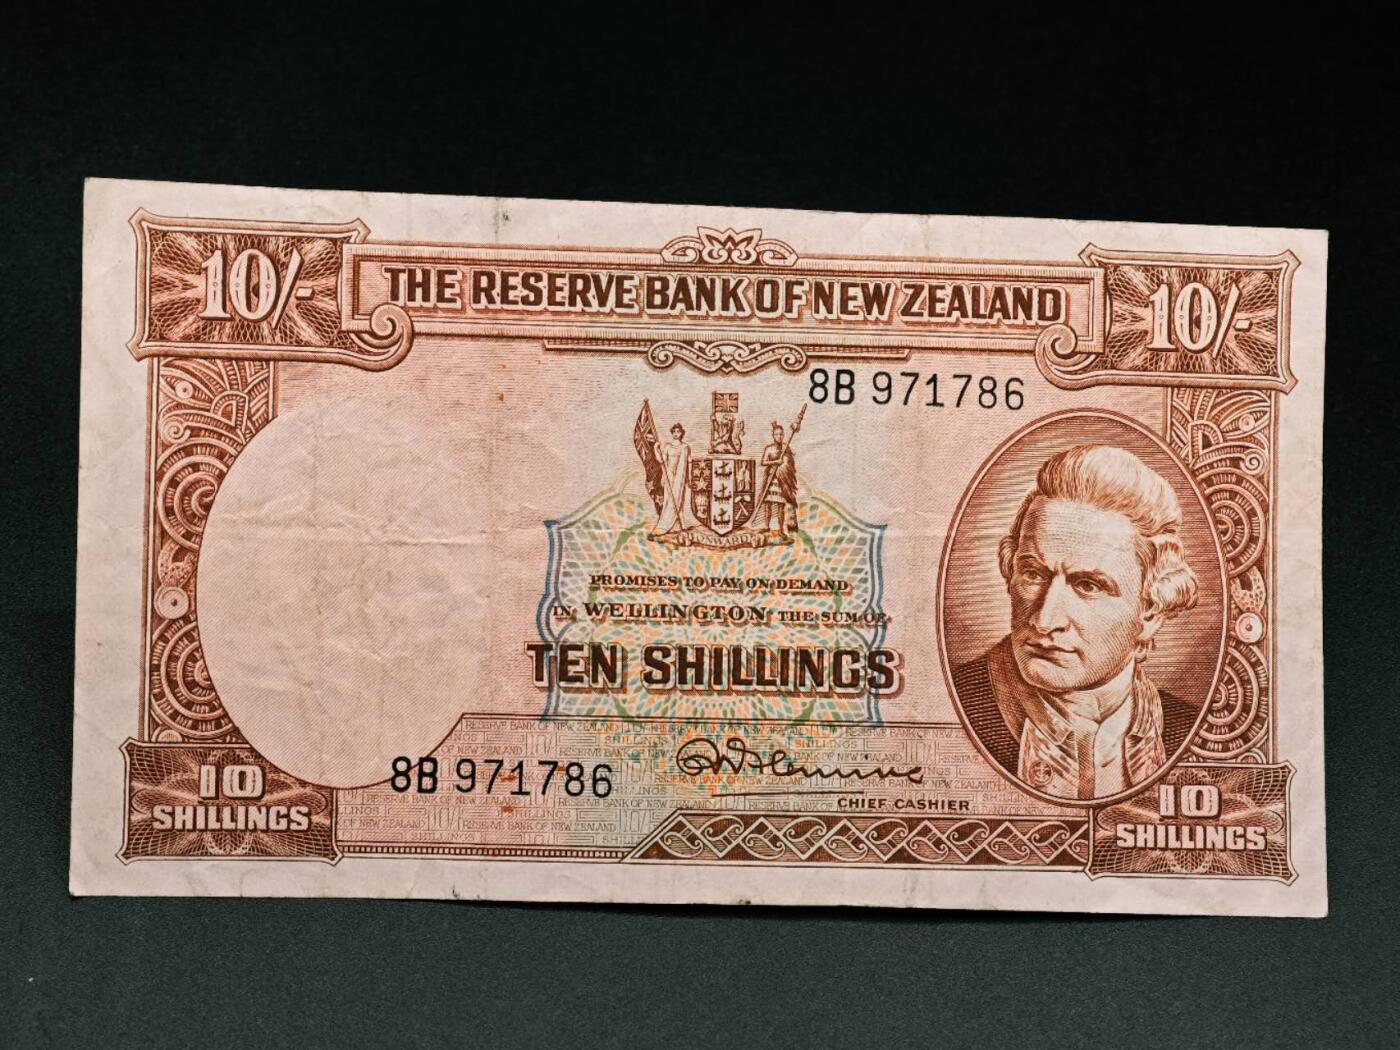 10/-
THE RESERVE BANK OF NEW ZEALAND
10/-
8B 971786
ONWARD
PROMISES TO PAY ON DEMAND
IN WELLINGTON THE SUM OF
TEN SHILLINGS
8B 971786
CHIEF CASHIER
10
SHILLINGS
10
SHILLINGS